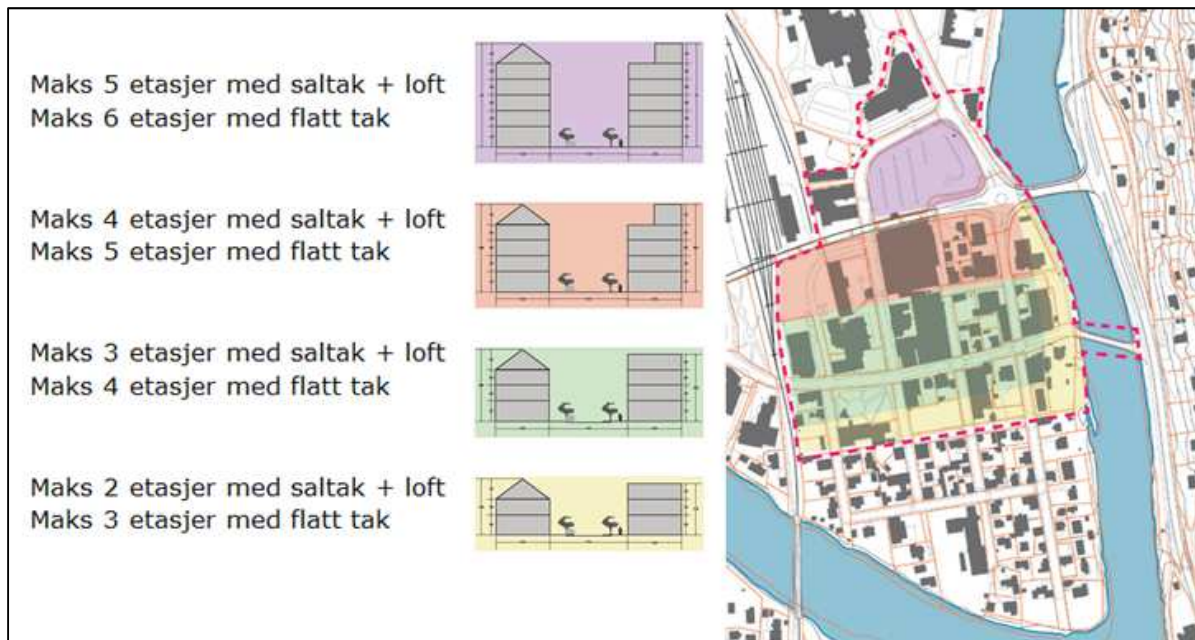 Maks 5 etasjer med saltak + loft
Maks 6 etasjer med flatt tak
Maks 4 etasjer med saltak + loft
Maks 5 etasjer med flatt tak
Maks 3 etasjer med saltak + loft
Maks 4 etasjer med flatt tak
Maks 2 etasjer med saltak + loft
Maks 3 etasjer med flatt tak